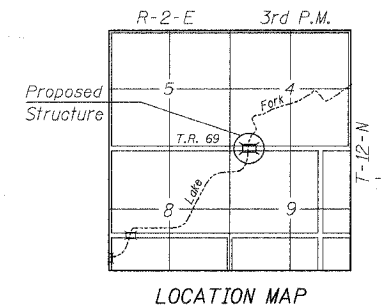 R-2-E 3rd P.M.
Proposed
Structure
5
4
Fork
T.R. 69
T-12-N
Lake
8
9
LOCATION MAP